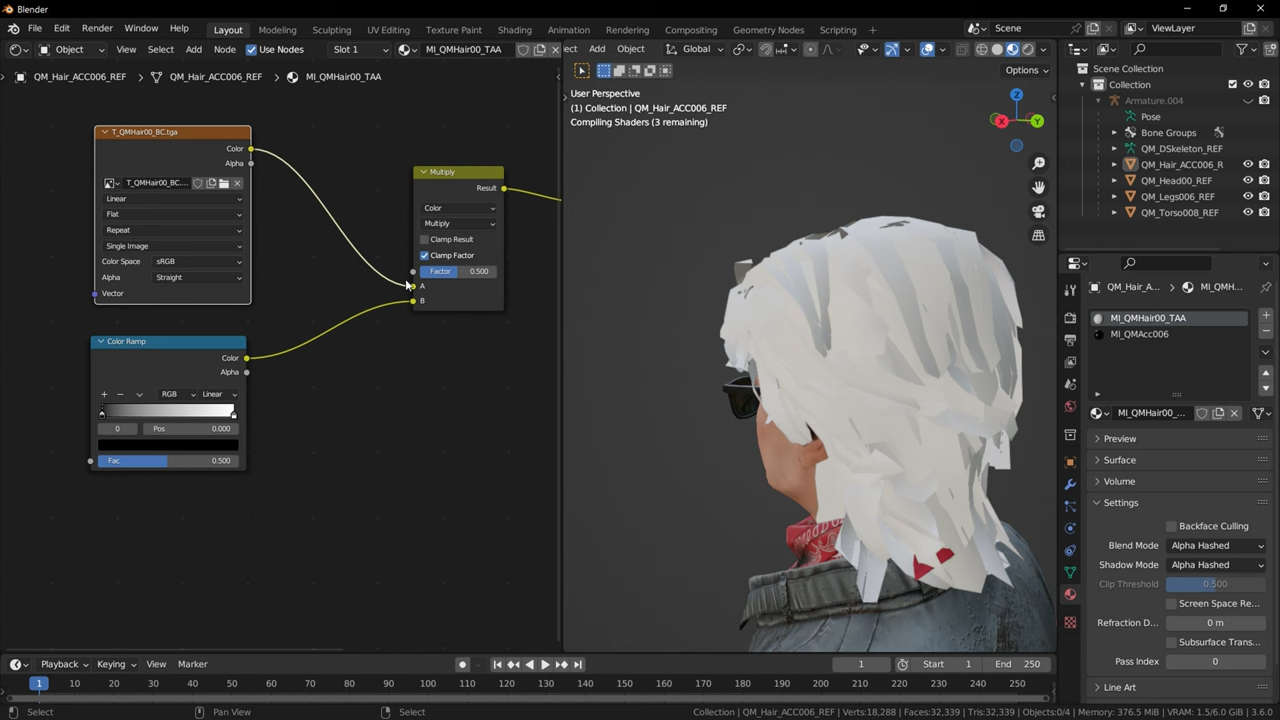 Blender
File Edit Render Window Help Layout Modeling Sculpting UV Editing Texture Paint Shading Animation Rendering Compositing Geometry Nodes Scripting Scene ViewLayer
Object View Select Add Node Use Nodes Slot 1 MI_QMHair00_TAA ect Add Object Global
QM_Hair_ACC006_REF QM_Hair_ACC006_REF MI_QMHair00_TAA Options
User Perspective
(1) Collection | QM_Hair_ACC006_REF
Compiling Shaders (3 remaining)
Z
X
Y
T_QMHair00_BC.tga
Color
Alpha
T_QMHair00_BC....
Linear
Flat
Repeat
Single Image
Color Space sRGB
Alpha Straight
Vector
Multiply
Result
Color
Multiply
Clamp Result
Clamp Factor
Factor 0.500
A
B
Color Ramp
Color
Alpha
RGB Linear
0 Pos 0.000
Fac 0.500
Scene Collection
Collection
Armature.004
Pose
Bone Groups
QM_DSkeleton_REF
QM_Hair_ACC006_R
QM_Head00_REF
QM_Legs006_REF
QM_Torso008_REF
QM_Hair_A... MI_QMH...
MI_QMHair00_TAA
MI_QMAcc006
MI_QMHair00_...
Preview
Surface
Volume
Settings
Backface Culling
Blend Mode Alpha Hashed
Shadow Mode Alpha Hashed
Clip Threshold 0.500
Screen Space Re...
Refraction D... 0 m
Subsurface Trans...
Pass Index 0
Line Art
Playback Keying View Marker 1 Start 1 End 250
1 10 20 30 40 50 60 70 80 90 100 110 120 130 140 150 160 170 180 190 200 210 220 230 240 250
Select Pan View Select Collection | QM_Hair_ACC006_REF | Verts:18,288 | Faces:32,339 | Tris:32,339 | Objects:0/4 | Memory: 376.5 MiB | VRAM: 1.5/6.0 GiB | 3.6.0